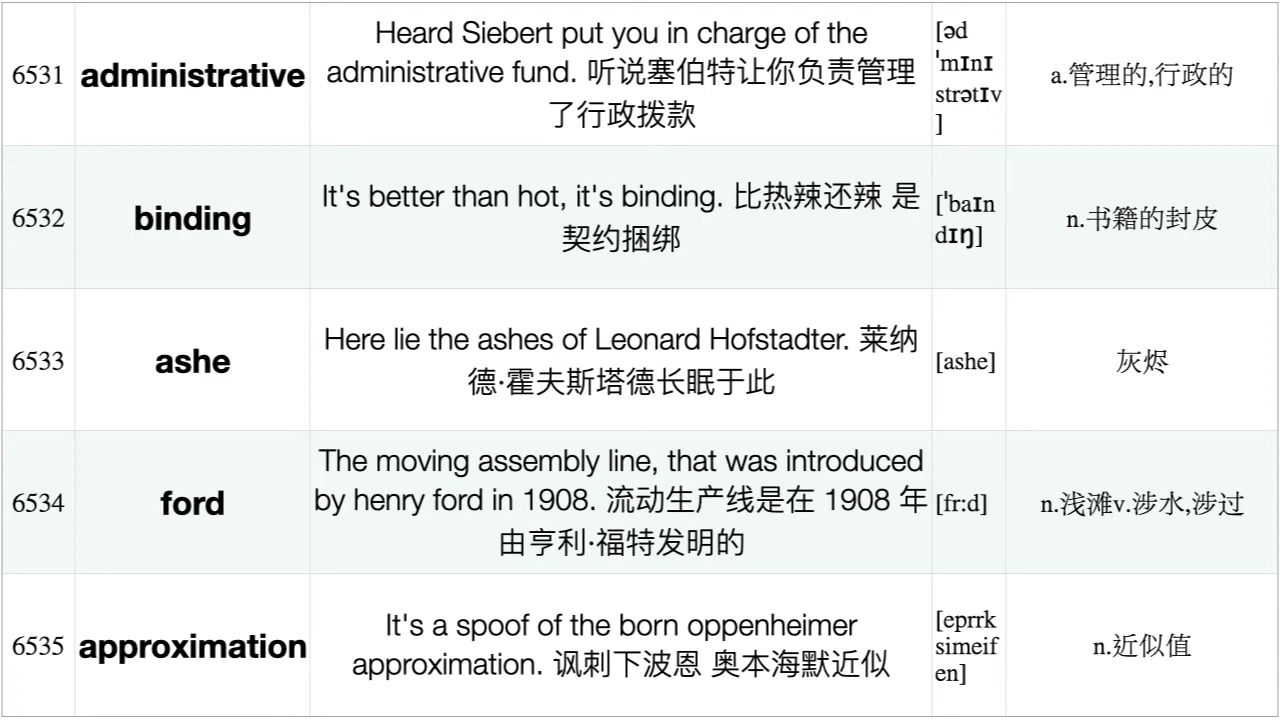 6531
administrative
Heard Siebert put you in charge of the
administrative fund. 听说塞伯特让你负责管理
了行政拨款
[əd
ˈmɪnɪ
strətɪv
]
a.管理的,行政的
6532
binding
It's better than hot, it's binding. 比热辣还辣 是
契约捆绑
[ˈbaɪn
dɪŋ]
n.书籍的封皮
6533
ashe
Here lie the ashes of Leonard Hofstadter. 莱纳
德·霍夫斯塔德长眠于此
[ashe]
灰烬
6534
ford
The moving assembly line, that was introduced
by henry ford in 1908. 流动生产线是在 1908 年
由亨利·福特发明的
[fr:d]
n.浅滩v.涉水,涉过
6535
approximation
It's a spoof of the born oppenheimer
approximation. 讽刺下波恩 奥本海默近似
[eprrk
simeif
en]
n.近似值